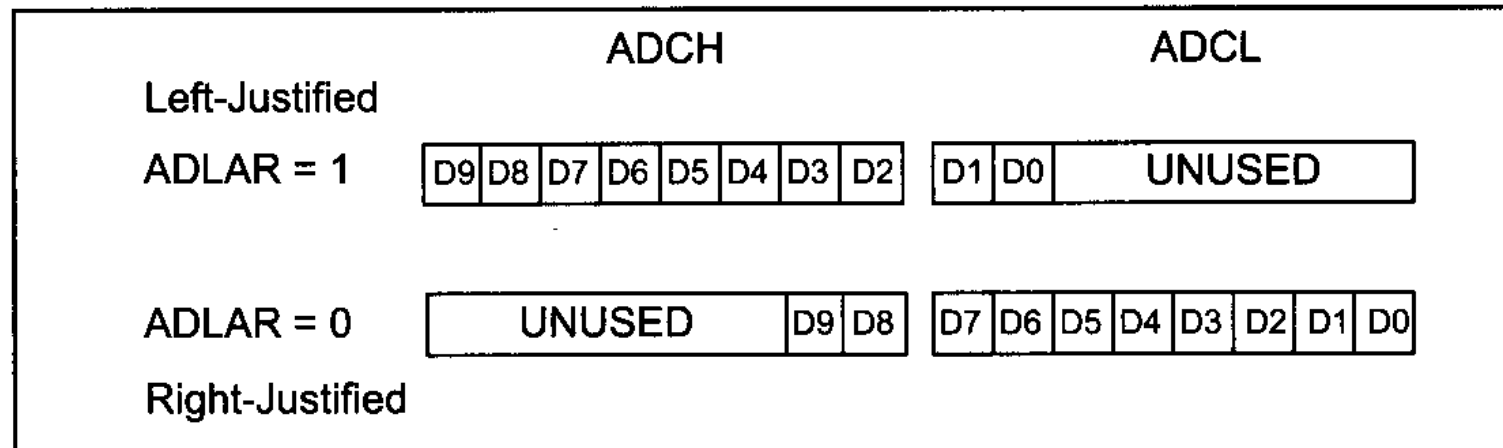 ADCH ADCL
Left-Justified
ADLAR = 1 D9 D8 D7 D6 D5 D4 D3 D2 D1 D0 UNUSED
ADLAR = 0 UNUSED D9 D8 D7 D6 D5 D4 D3 D2 D1 D0
Right-Justified